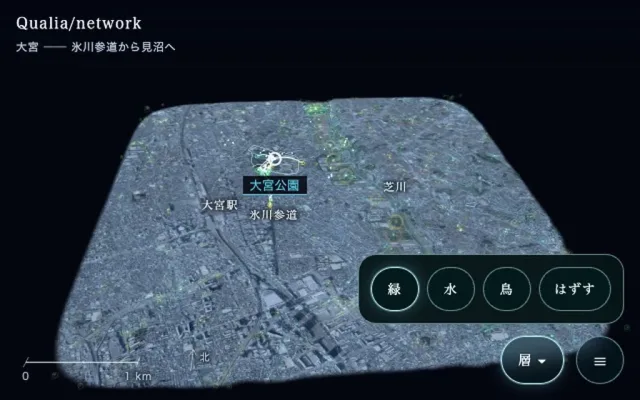 Qualia/network
大宮 —— 氷川参道から見沼へ
大宮公園
芝川
大宮駅
氷川参道
緑
水
鳥
はずす
北
0
1 km
層